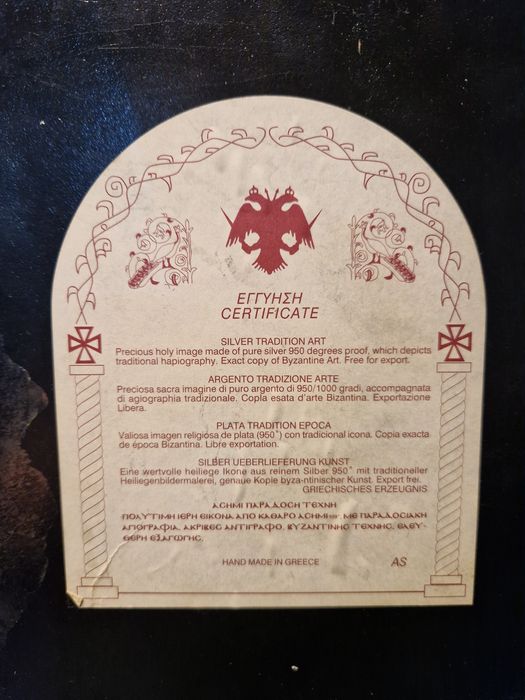 ΕΓΓΥΗΣΗ
CERTIFICATE
SILVER TRADITION ART
Precious holy image made of pure silver 950 degrees proof, which depicts
traditional hapiography. Exact copy of Byzantine Art. Free for export.
ARGENTO TRADIZIONE ARTE
Preciosa sacra imagine di puro argento di 950/1000 gradi, accompagnata
di agiographia tradizionale. Copia esata d'arte Bizantina. Exportazione
Libera.
PLATA TRADITION EPOCA
Valiosa imagen religiósa de plata (950°) con tradicional icona. Copia exacta
de época Bizantina. Libre exportation.
SILBER UEBERLIEFERUNG KUNST
Eine wertvolle heiliege Ikone aus reinem Silber 950° mit traditioneller
Heiliegenbildermalerei, genaue Kople byza-ntinischer Kunst. Export frei.
GRIECHISCHES ERZEUGNIS
ΑΣΗΜΙ ΠΑΡΑΔΟΣΗ ΤΕΧΝΗ
ΠΟΛΥΤΙΜΗ ΙΕΡΗ ΕΙΚΟΝΑ ΑΠΟ ΚΑΘΑΡΟ ΑΣΗΜΙ 950°, ΜΕ ΠΑΡΑΔΟΣΙΑΚΗ
ΑΓΙΟΓΡΑΦΙΑ. ΑΚΡΙΒΕΣ ΑΝΤΙΓΡΑΦΟ, ΒΥΖΑΝΤΙΝΗΣ ΤΕΧΝΗΣ, ΕΛΕΥ-
ΘΕΡΗ ΕΞΑΓΩΓΗΣ.
HAND MADE IN GREECE AS